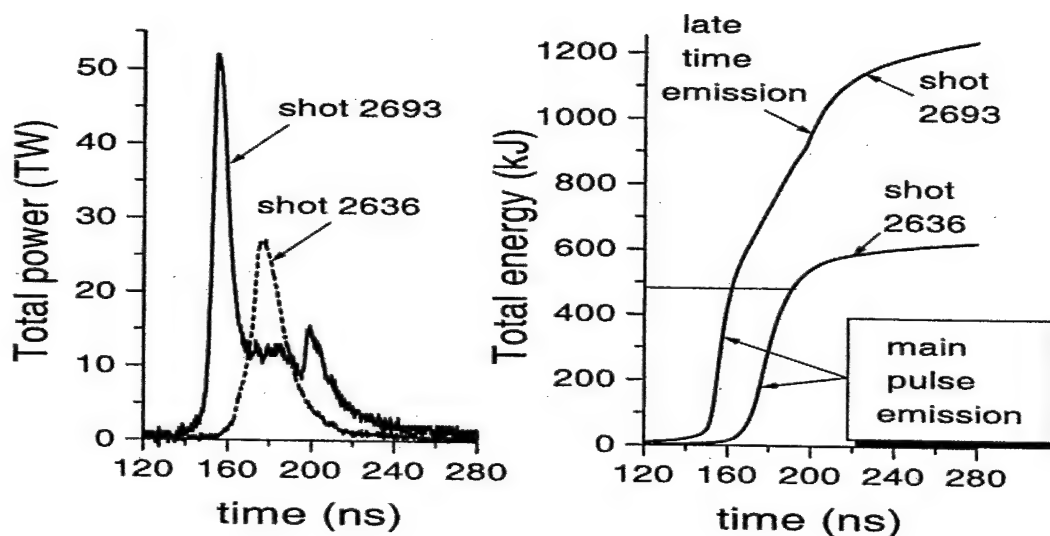 Total power (TW)
50
40
30
20
10
0
shot 2693
shot 2636
120 160 200 240 280
time (ns)
Total energy (kJ)
1200
1000
800
600
400
200
0
late
time
emission
shot
2693
shot
2636
main
pulse
emission
120 160 200 240 280
time (ns)